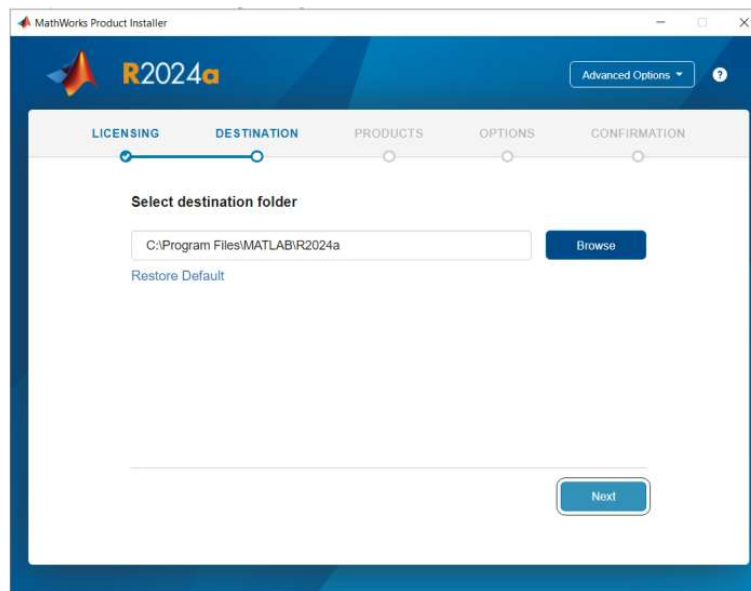 MathWorks Product Installer
R2024a
Advanced Options
?
LICENSING DESTINATION PRODUCTS OPTIONS CONFIRMATION
Select destination folder
C:\Program Files\MATLAB\R2024a
Browse
Restore Default
Next